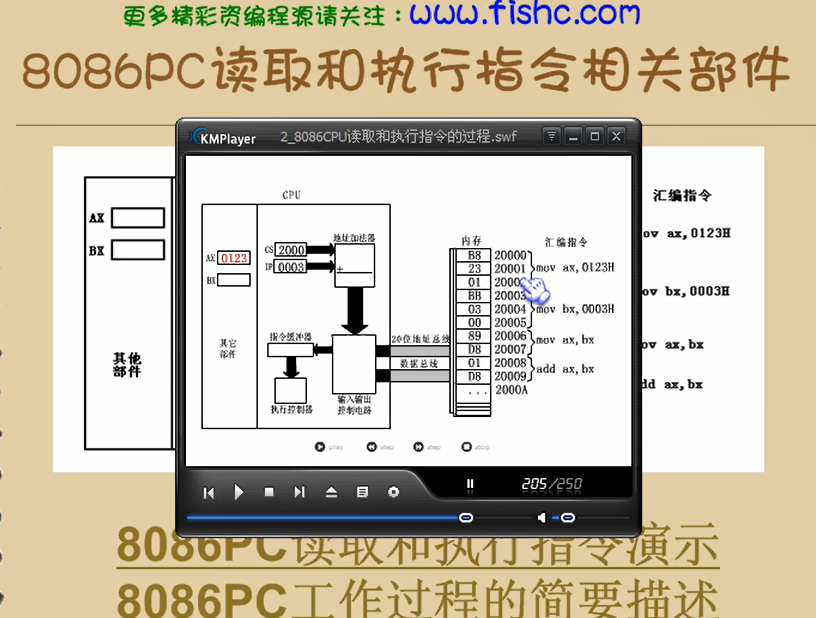 更多精彩资编程源请关注：www.fishc.com
8086PC读取和执行指令相关部件
KMPlayer 2_8086CPU读取和执行指令的过程.swf
AX
BX
其他
部件
CPU
AX 0123
BX
CS 2000
IP 0003
地址加法器
+
其它
部件
指令缓冲器
执行控制器
输入输出
控制电路
20位地址总线
数据总线
内存 汇编指令
B8 20000
23 20001 mov ax,0123H
01 2000
BB 20003
03 20004 mov bx,0003H
00 20005
89 20006 mov ax,bx
D8 20007
01 20008 add ax,bx
D8 20009
... 2000A
play step step stop
205/250
汇编指令
ov ax,0123H
ov bx,0003H
ov ax,bx
dd ax,bx
8086PC读取和执行指令演示
8086PC工作过程的简要描述